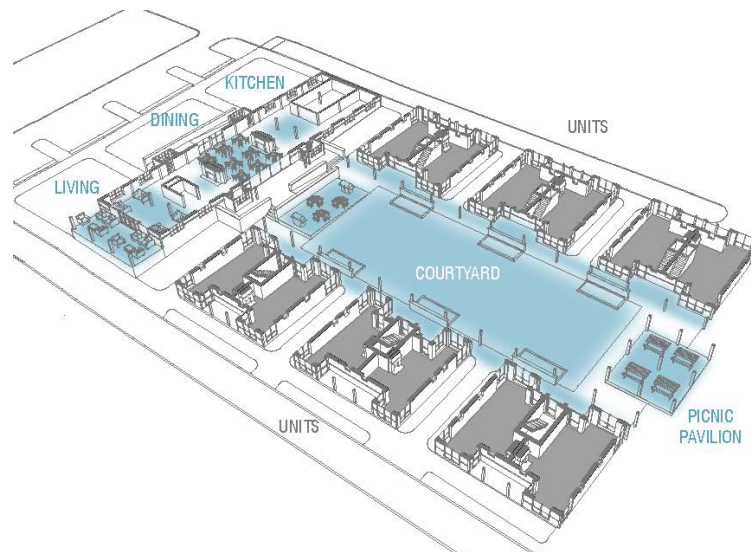 KITCHEN
DINING
UNITS
LIVING
COURTYARD
PICNIC
PAVILION
UNITS